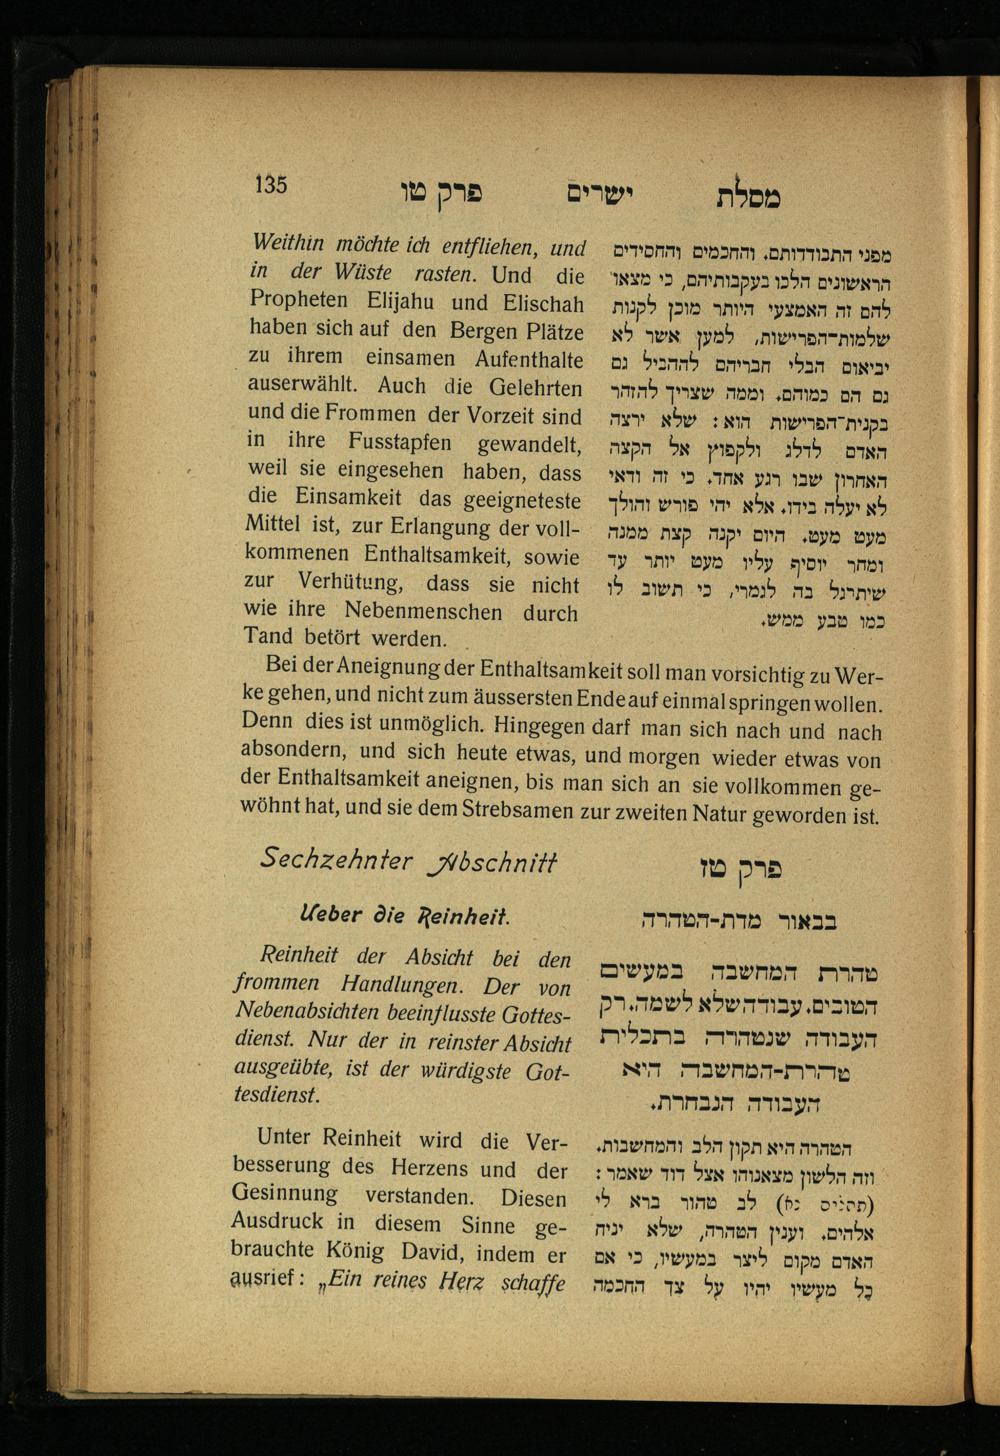 135 מסלת ישרים פרק טו
Weithin möchte ich entfliehen, und
in der Wüste rasten. Und die
Propheten Elijahu und Elischah
haben sich auf den Bergen Plätze
zu ihrem einsamen Aufenthalte
auserwählt. Auch die Gelehrten
und die Frommen der Vorzeit sind
in ihre Fusstapfen gewandelt,
weil sie eingesehen haben, dass
die Einsamkeit das geeigneteste
Mittel ist, zur Erlangung der voll-
kommenen Enthaltsamkeit, sowie
zur Verhütung, dass sie nicht
wie ihre Nebenmenschen durch
Tand betört werden.
מפני התבודדותם. והחכמים והחסידים
הראשונים הלכו בעקבותיהם, כי מצאו
להם זה האמצעי היותר מוכן לקנות
שלמות־הפרישות, למען אשר לא
יביאום הבלי חבריהם לההביל גם
גם הם כמוהם. וממה שצריך להזהר
בקנית־הפרישות הוא: שלא ירצה
האדם לדלג ולקפוץ אל הקצה
האחרון שבו רגע אחד. כי זה ודאי
לא יעלה בידו. אלא יהי פורש והולך
מעט מעט. היום יקנה קצת ממנה
ומחר יוסיף עליו מעט יותר עד
שיתרגל בה לגמרי, כי תשוב לו
כמו טבע ממש.
Bei der Aneignung der Enthaltsamkeit soll man vorsichtig zu Wer-
ke gehen, und nicht zum äussersten Ende auf einmal springen wollen.
Denn dies ist unmöglich. Hingegen darf man sich nach und nach
absondern, und sich heute etwas, und morgen wieder etwas von
der Enthaltsamkeit aneignen, bis man sich an sie vollkommen ge-
wöhnt hat, und sie dem Strebsamen zur zweiten Natur geworden ist.
Sechzehnter Abschnitt
Ueber die Reinheit.
Reinheit der Absicht bei den
frommen Handlungen. Der von
Nebenabsichten beeinflusste Gottes-
dienst. Nur der in reinster Absicht
ausgeübte, ist der würdigste Got-
tesdienst.
Unter Reinheit wird die Ver-
besserung des Herzens und der
Gesinnung verstanden. Diesen
Ausdruck in diesem Sinne ge-
brauchte König David, indem er
ausrief: „Ein reines Herz schaffe
פרק טז
בבאור מדת-הטהרה
טהרת המחשבה במעשים
הטובים. עבודה שלא לשמה. רק
העבודה שנטהרה בתכלית
טהרת-המחשבה היא
העבודה הנבחרת.
הטהרה היא תקון הלב והמחשבות.
וזה הלשון מצאנוהו אצל דוד שאמר:
(תהלים נא) לב טהור ברא לי
אלהים. וענין הטהרה, שלא יניח
האדם מקום ליצר במעשיו, כי אם
כל מעשיו יהיו על צד החכמה